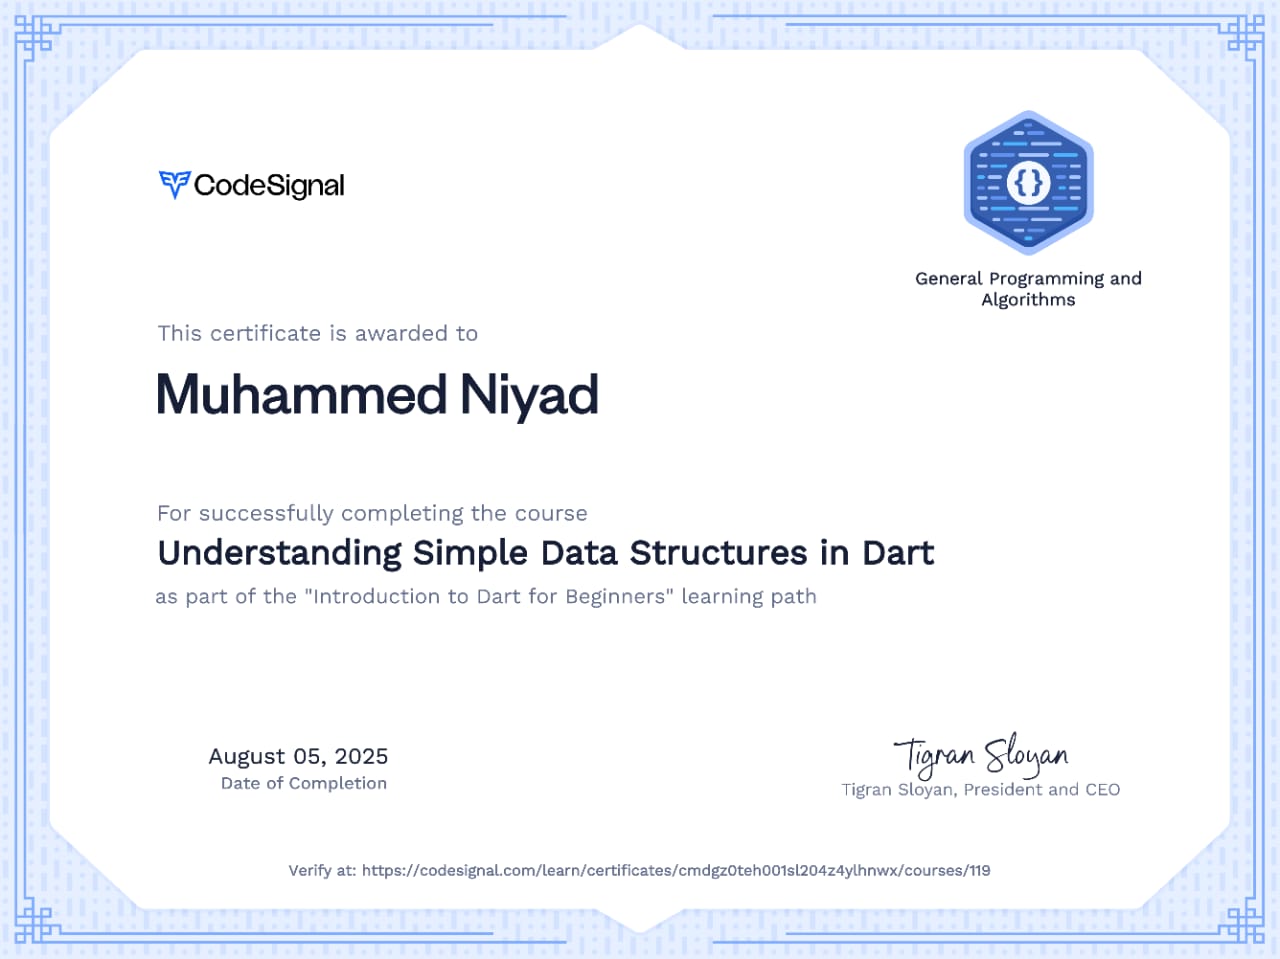 CodeSignal
{}
General Programming and
Algorithms
This certificate is awarded to
Muhammed Niyad
For successfully completing the course
Understanding Simple Data Structures in Dart
as part of the "Introduction to Dart for Beginners" learning path
August 05, 2025
Date of Completion
Tigran Sloyan
Tigran Sloyan, President and CEO
Verify at: https://codesignal.com/learn/certificates/cmdgz0teh001sl204z4ylhnwx/courses/119